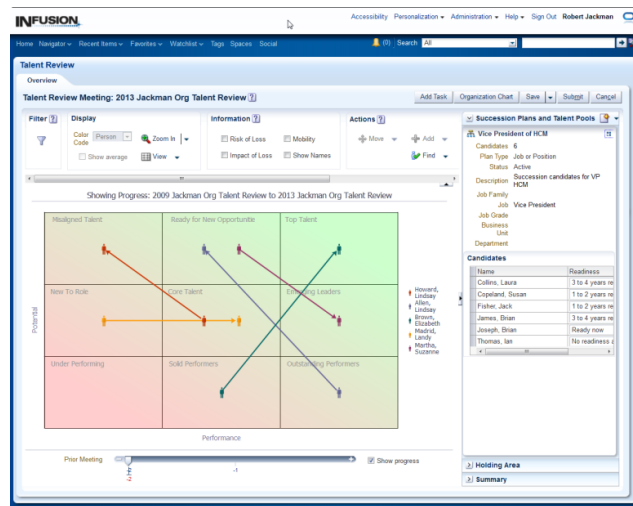 INFUSION
Accessibility Personalization Administration Help Sign Out Robert Jackman
Home Navigator Recent Items Favorites Watchlist Tags Spaces Social (0) Search All
Talent Review
Overview
Talent Review Meeting: 2013 Jackman Org Talent Review Add Task Organization Chart Save Submit Cancel
Filter Display Information Actions
Color Code Person Zoom In Risk of Loss Mobility Move Add
Show average View Impact of Loss Show Names Find
Showing Progress: 2009 Jackman Org Talent Review to 2013 Jackman Org Talent Review
Misaligned Talent Ready for New Opportunitie Top Talent
New To Role Core Talent Emerging Leaders
Under Performing Solid Performers Outstanding Performers
Potential
Performance
Howard, Lindsay
Allen, Lindsay
Brown, Elizabeth
Madrid, Landy
Martha, Suzanne
Prior Meeting -1 Show progress
Succession Plans and Talent Pools
Vice President of HCM
Candidates 6
Plan Type Job or Position
Status Active
Description Succession candidates for VP HCM
Job Family
Job Vice President
Job Grade
Business Unit
Department
Candidates
Name Readiness
Collins, Laura 3 to 4 years re
Copeland, Susan 1 to 2 years re
Fisher, Jack 1 to 2 years re
James, Brian 3 to 4 years re
Joseph, Brian Ready now
Thomas, Ian No readiness a
Holding Area
Summary